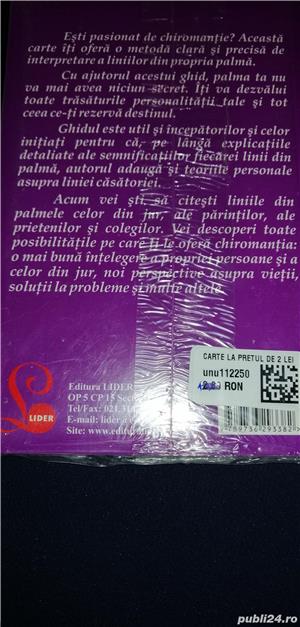 Ești pasionat de chiromanție? Această
carte îți oferă o metodă clară și precisă de
interpretare a liniilor din propria palmă.
Cu ajutorul acestui ghid, palma ta nu
va mai avea niciun secret. Îți va dezvălui
toate trăsăturile personalității tale și tot
ceea ce-ți rezervă destinul.
Ghidul este util și începătorilor și celor
inițiați pentru că, pe lângă explicațiile
detaliate ale semnificațiilor fiecărei linii din
palmă, autorul adaugă și teoriile personale
asupra liniei căsătoriei.
Acum vei ști să citești liniile din
palmele celor din jur, ale părinților, ale
prietenilor și colegilor. Vei descoperi toate
posibilitățile pe care ți le oferă chiromanția:
o mai bună înțelegere a propriei persoane și a
celor din jur, noi perspective asupra vieții,
soluții la probleme și multe altele.
LIDER
Editura LIDER
OP 5 CP 15
Tel/Fax: 021.
E-mail:
Site: www.
CARTE LA PRETUL DE 2 LEI
unu112250
RON
789736293382
publi24.ro